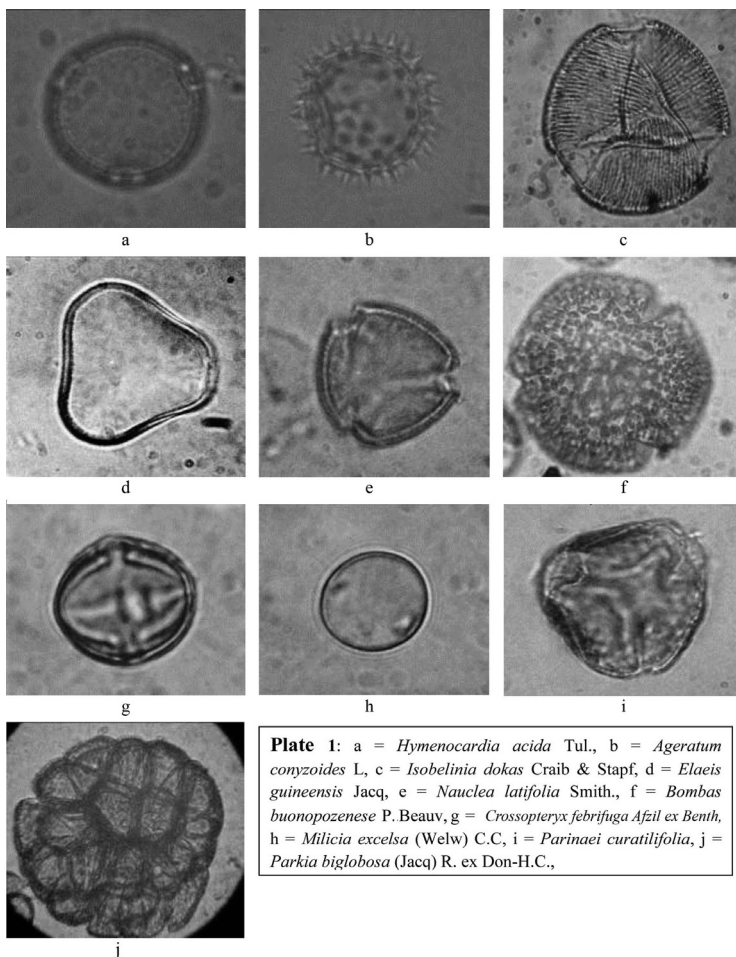 a
b
c
d
e
f
g
h
i
j
Plate 1: a = Hymenocardia acida Tul., b = Ageratum
conyzoides L, c = Isobelinia dokas Craib & Stapf, d = Elaeis
guineensis Jacq, e = Nauclea latifolia Smith., f = Bombas
buonopozenese P. Beauv, g = Crossopteryx febrifuga Afzil ex Benth,
h = Milicia excelsa (Welw) C.C, i = Parinaei curatilifolia, j =
Parkia biglobosa (Jacq) R. ex Don-H.C.,